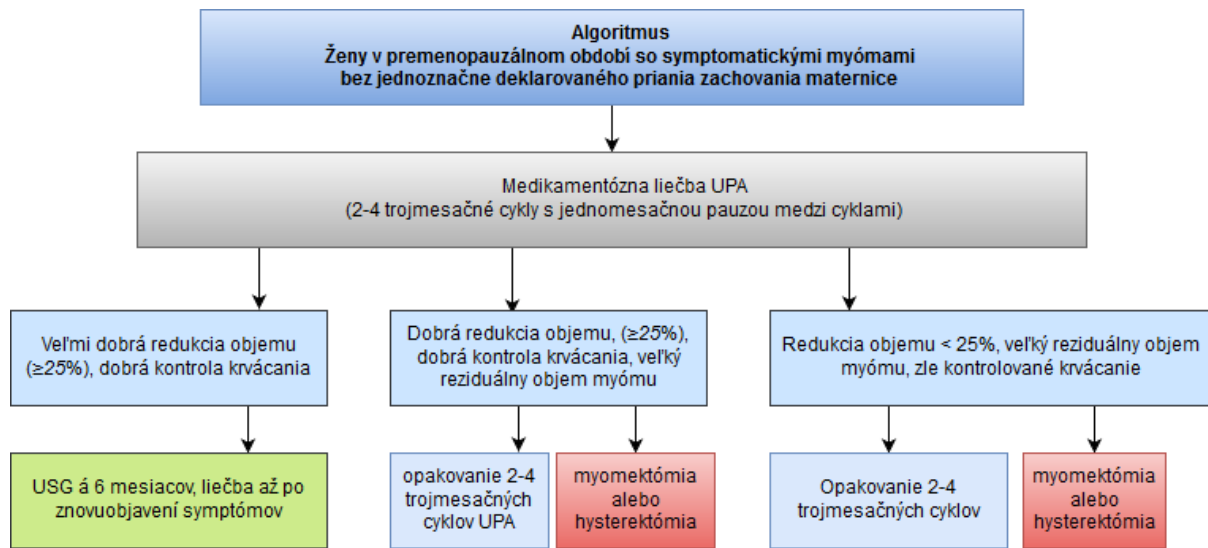 Algoritmus
Ženy v premenopauzálnom období so symptomatickými myómami
bez jednoznačne deklarovaného priania zachovania maternice
Medikamentózna liečba UPA
(2-4 trojmesačné cykly s jednomesačnou pauzou medzi cyklami)
Veľmi dobrá redukcia objemu
(≥25%), dobrá kontrola krvácania
Dobrá redukcia objemu, (≥25%),
dobrá kontrola krvácania, veľký
reziduálny objem myómu
Redukcia objemu < 25%, veľký reziduálny objem
myómu, zle kontrolované krvácanie
USG á 6 mesiacov, liečba až po
znovuobjavení symptómov
opakovanie 2-4
trojmesačných
cyklov UPA
myomektómia
alebo
hysterektómia
Opakovanie 2-4
trojmesačných cyklov
myomektómia
alebo
hysterektómia